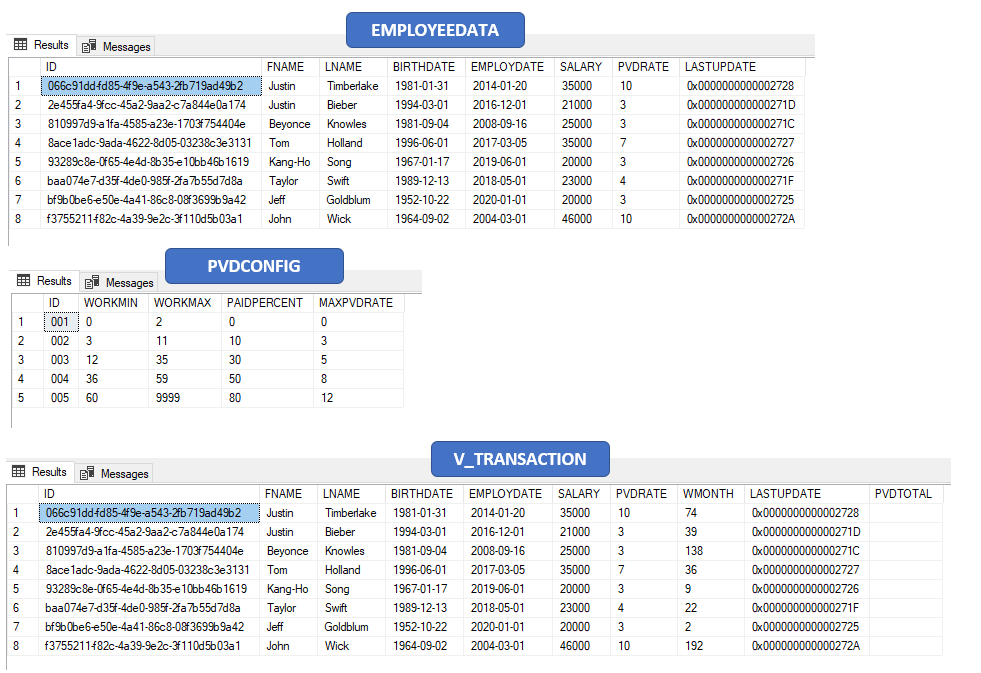 EMPLOYEEDATA
Results Messages
ID FNAME LNAME BIRTHDATE EMPLOYDATE SALARY PVDRATE LASTUPDATE
1 066c91dd-fd85-4f9e-a543-2fb719ad49b2 Justin Timberlake 1981-01-31 2014-01-20 35000 10 0x0000000000002728
2 2e455fa4-9fcc-45a2-9aa2-c7a844e0a174 Justin Bieber 1994-03-01 2016-12-01 21000 3 0x000000000000271D
3 810997d9-a1fa-4585-a23e-1703f754404e Beyonce Knowles 1981-09-04 2008-09-16 25000 3 0x000000000000271C
4 8ace1adc-9ada-4622-8d05-03238c3e3131 Tom Holland 1996-06-01 2017-03-05 35000 7 0x0000000000002727
5 93289c8e-0f65-4e4d-8b35-e10bb46b1619 Kang-Ho Song 1967-01-17 2019-06-01 20000 3 0x0000000000002726
6 baa074e7-d35f-4de0-985f-2fa7b55d7d8a Taylor Swift 1989-12-13 2018-05-01 23000 4 0x000000000000271F
7 bf9b0be6-e50e-4a41-86c8-08f3699b9a42 Jeff Goldblum 1952-10-22 2020-01-01 20000 3 0x0000000000002725
8 f3755211-f82c-4a39-9e2c-3f110d5b03a1 John Wick 1964-09-02 2004-03-01 46000 10 0x000000000000272A
PVDCONFIG
Results Messages
ID WORKMIN WORKMAX PAIDPERCENT MAXPVDRATE
1 001 0 2 0 0
2 002 3 11 10 3
3 003 12 35 30 5
4 004 36 59 50 8
5 005 60 9999 80 12
V_TRANSACTION
Results Messages
ID FNAME LNAME BIRTHDATE EMPLOYDATE SALARY PVDRATE WMONTH LASTUPDATE PVDTOTAL
1 066c91dd-fd85-4f9e-a543-2fb719ad49b2 Justin Timberlake 1981-01-31 2014-01-20 35000 10 74 0x0000000000002728
2 2e455fa4-9fcc-45a2-9aa2-c7a844e0a174 Justin Bieber 1994-03-01 2016-12-01 21000 3 39 0x000000000000271D
3 810997d9-a1fa-4585-a23e-1703f754404e Beyonce Knowles 1981-09-04 2008-09-16 25000 3 138 0x000000000000271C
4 8ace1adc-9ada-4622-8d05-03238c3e3131 Tom Holland 1996-06-01 2017-03-05 35000 7 36 0x0000000000002727
5 93289c8e-0f65-4e4d-8b35-e10bb46b1619 Kang-Ho Song 1967-01-17 2019-06-01 20000 3 9 0x0000000000002726
6 baa074e7-d35f-4de0-985f-2fa7b55d7d8a Taylor Swift 1989-12-13 2018-05-01 23000 4 22 0x000000000000271F
7 bf9b0be6-e50e-4a41-86c8-08f3699b9a42 Jeff Goldblum 1952-10-22 2020-01-01 20000 3 2 0x0000000000002725
8 f3755211-f82c-4a39-9e2c-3f110d5b03a1 John Wick 1964-09-02 2004-03-01 46000 10 192 0x000000000000272A